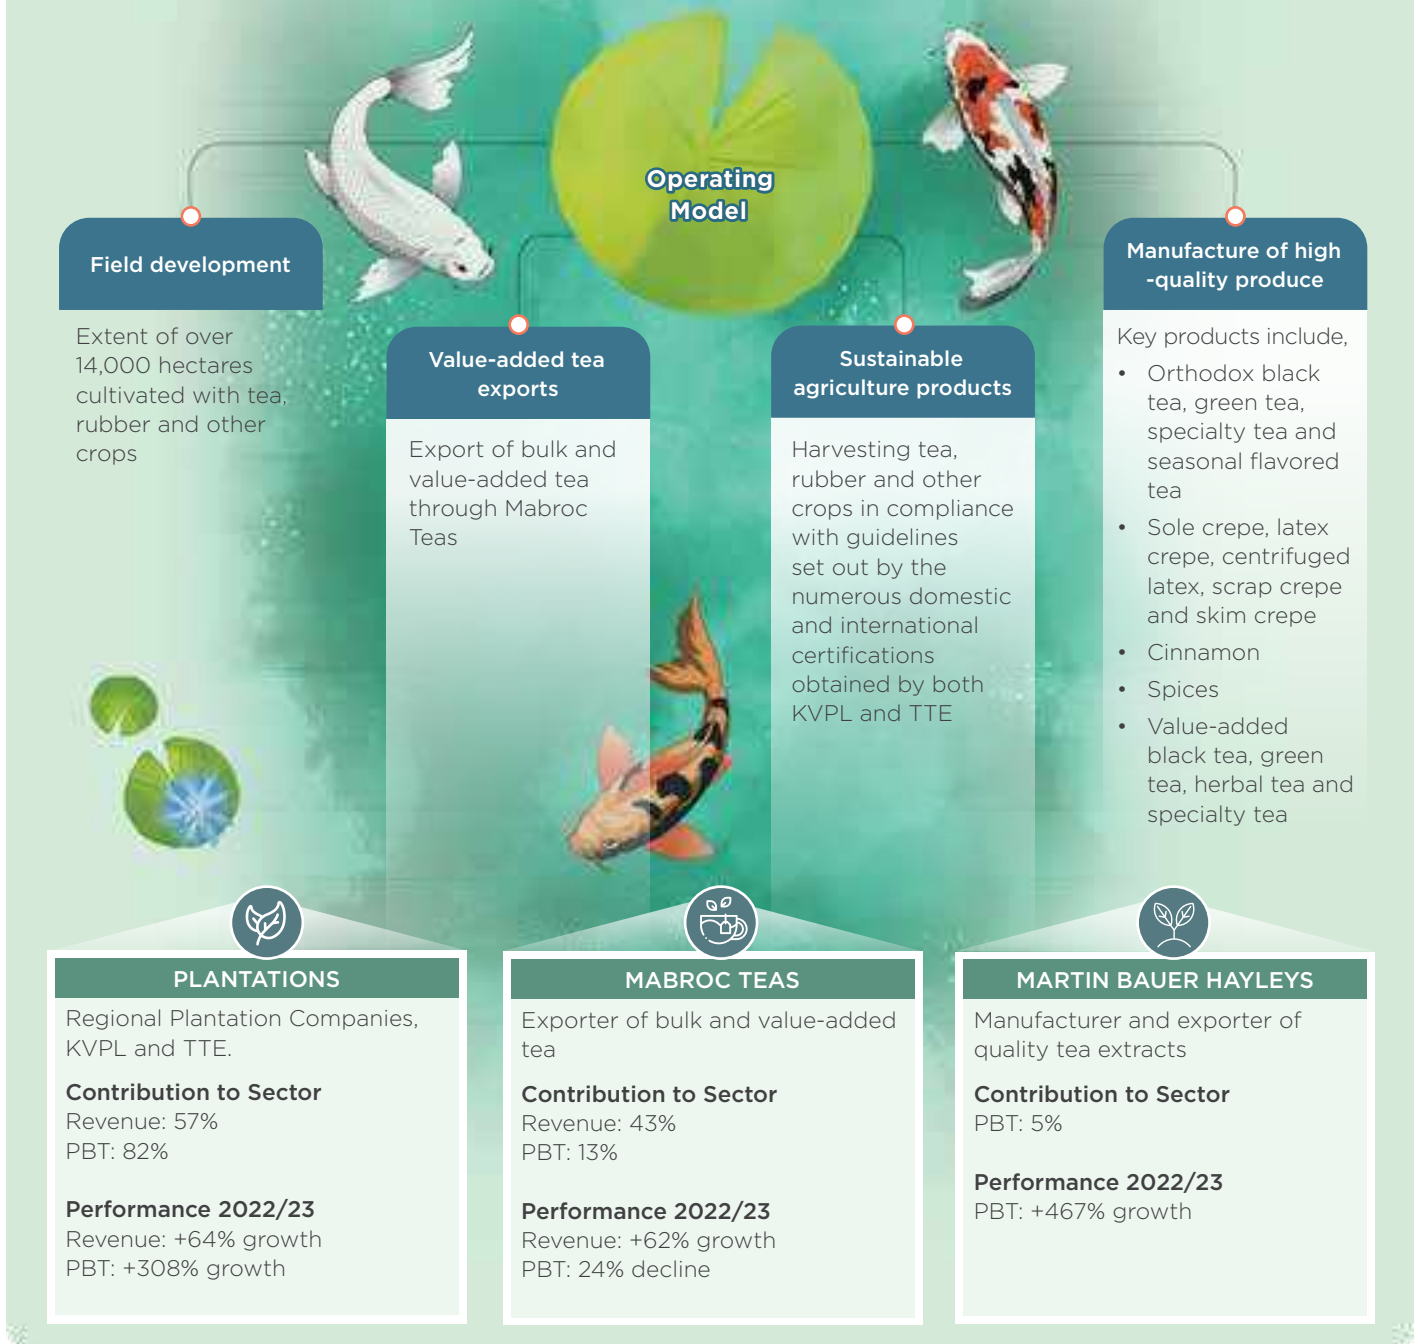 Operating
Model
Field development
Extent of over
14,000 hectares
cultivated with tea,
rubber and other
crops
Value-added tea
exports
Export of bulk and
value-added tea
through Mabroc
Teas
Sustainable
agriculture products
Harvesting tea,
rubber and other
crops in compliance
with guidelines
set out by the
numerous domestic
and international
certifications
obtained by both
KVPL and TTE
Manufacture of high
-quality produce
Key products include,
• Orthodox black
tea, green tea,
specialty tea and
seasonal flavored
tea
• Sole crepe, latex
crepe, centrifuged
latex, scrap crepe
and skim crepe
• Cinnamon
• Spices
• Value-added
black tea, green
tea, herbal tea and
specialty tea
PLANTATIONS
Regional Plantation Companies,
KVPL and TTE.
Contribution to Sector
Revenue: 57%
PBT: 82%
Performance 2022/23
Revenue: +64% growth
PBT: +308% growth
MABROC TEAS
Exporter of bulk and value-added
tea
Contribution to Sector
Revenue: 43%
PBT: 13%
Performance 2022/23
Revenue: +62% growth
PBT: 24% decline
MARTIN BAUER HAYLEYS
Manufacturer and exporter of
quality tea extracts
Contribution to Sector
PBT: 5%
Performance 2022/23
PBT: +467% growth